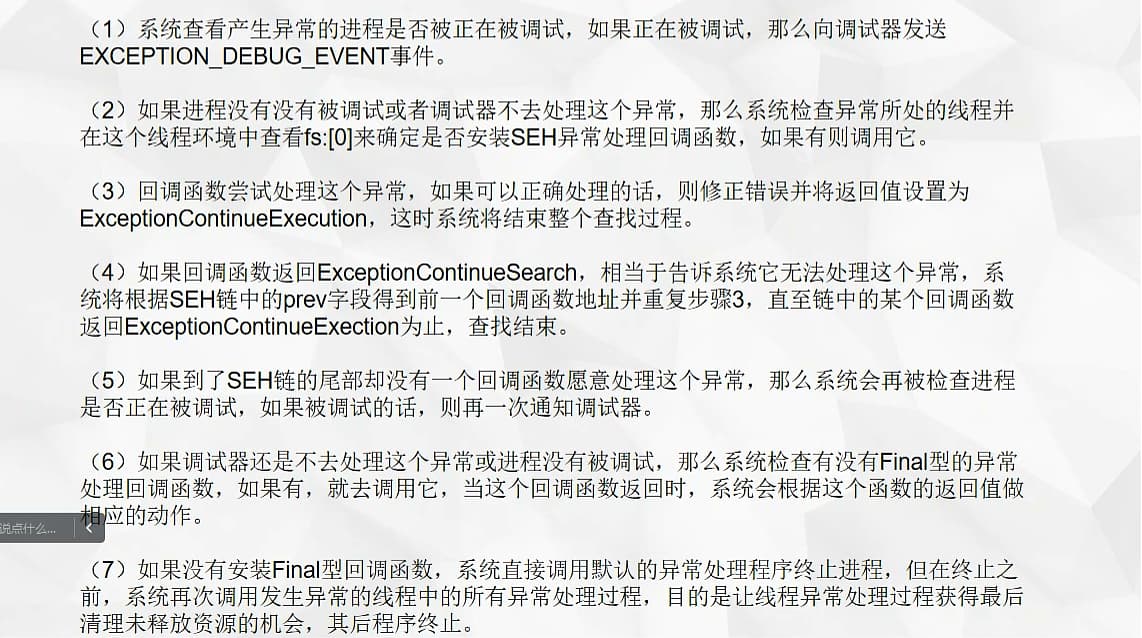 （1）系统查看产生异常的进程是否被正在被调试，如果正在被调试，那么向调试器发送
EXCEPTION_DEBUG_EVENT事件。
（2）如果进程没有没有被调试或者调试器不去处理这个异常，那么系统检查异常所处的线程并
在这个线程环境中查看fs:[0]来确定是否安装SEH异常处理回调函数，如果有则调用它。
（3）回调函数尝试处理这个异常，如果可以正确处理的话，则修正错误并将返回值设置为
ExceptionContinueExecution，这时系统将结束整个查找过程。
（4）如果回调函数返回ExceptionContinueSearch，相当于告诉系统它无法处理这个异常，系
统将根据SEH链中的prev字段得到前一个回调函数地址并重复步骤3，直至链中的某个回调函数
返回ExceptionContinueExection为止，查找结束。
（5）如果到了SEH链的尾部却没有一个回调函数愿意处理这个异常，那么系统会再被检查进程
是否正在被调试，如果被调试的话，则再一次通知调试器。
（6）如果调试器还是不去处理这个异常或进程没有被调试，那么系统检查有没有Final型的异常
处理回调函数，如果有，就去调用它，当这个回调函数返回时，系统会根据这个函数的返回值做
相应的动作。
说点什么...
（7）如果没有安装Final型回调函数，系统直接调用默认的异常处理程序终止进程，但在终止之
前，系统再次调用发生异常的线程中的所有异常处理过程，目的是让线程异常处理过程获得最后
清理未释放资源的机会，其后程序终止。